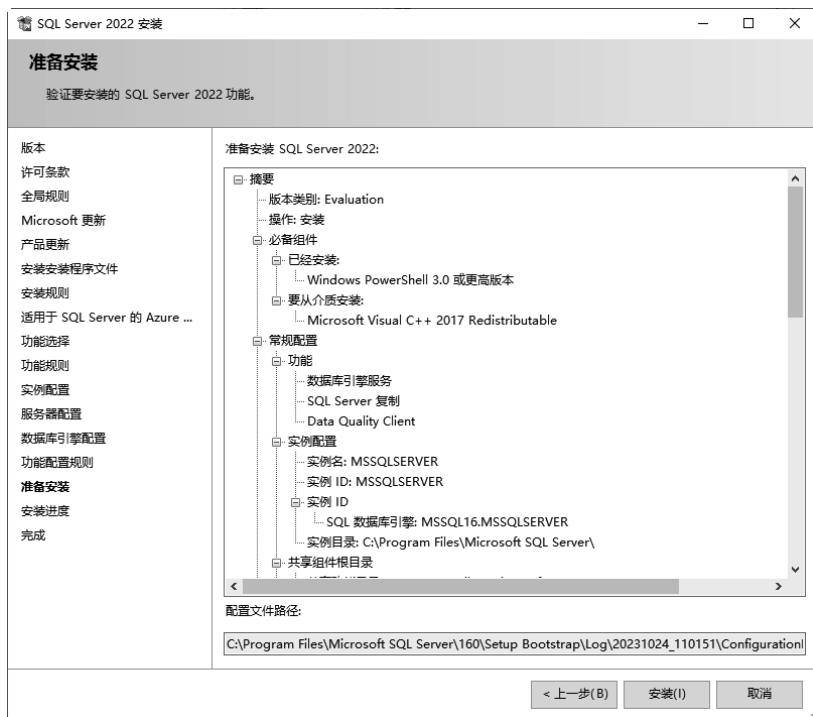 SQL Server 2022 安装
准备安装
验证要安装的 SQL Server 2022 功能。
版本
许可条款
全局规则
Microsoft 更新
产品更新
安装安装程序文件
安装规则
适用于 SQL Server 的 Azure ...
功能选择
功能规则
实例配置
服务器配置
数据库引擎配置
功能配置规则
准备安装
安装进度
完成
准备安装 SQL Server 2022:
摘要
版本类别: Evaluation
操作: 安装
必备组件
已经安装:
Windows PowerShell 3.0 或更高版本
要从介质安装:
Microsoft Visual C++ 2017 Redistributable
常规配置
功能
数据库引擎服务
SQL Server 复制
Data Quality Client
实例配置
实例名: MSSQLSERVER
实例 ID: MSSQLSERVER
实例 ID
SQL 数据库引擎: MSSQL16.MSSQLSERVER
实例目录: C:\Program Files\Microsoft SQL Server\
共享组件根目录
配置文件路径:
C:\Program Files\Microsoft SQL Server\160\Setup Bootstrap\Log\20231024_110151\ConfigurationI
< 上一步(B)
安装(I)
取消